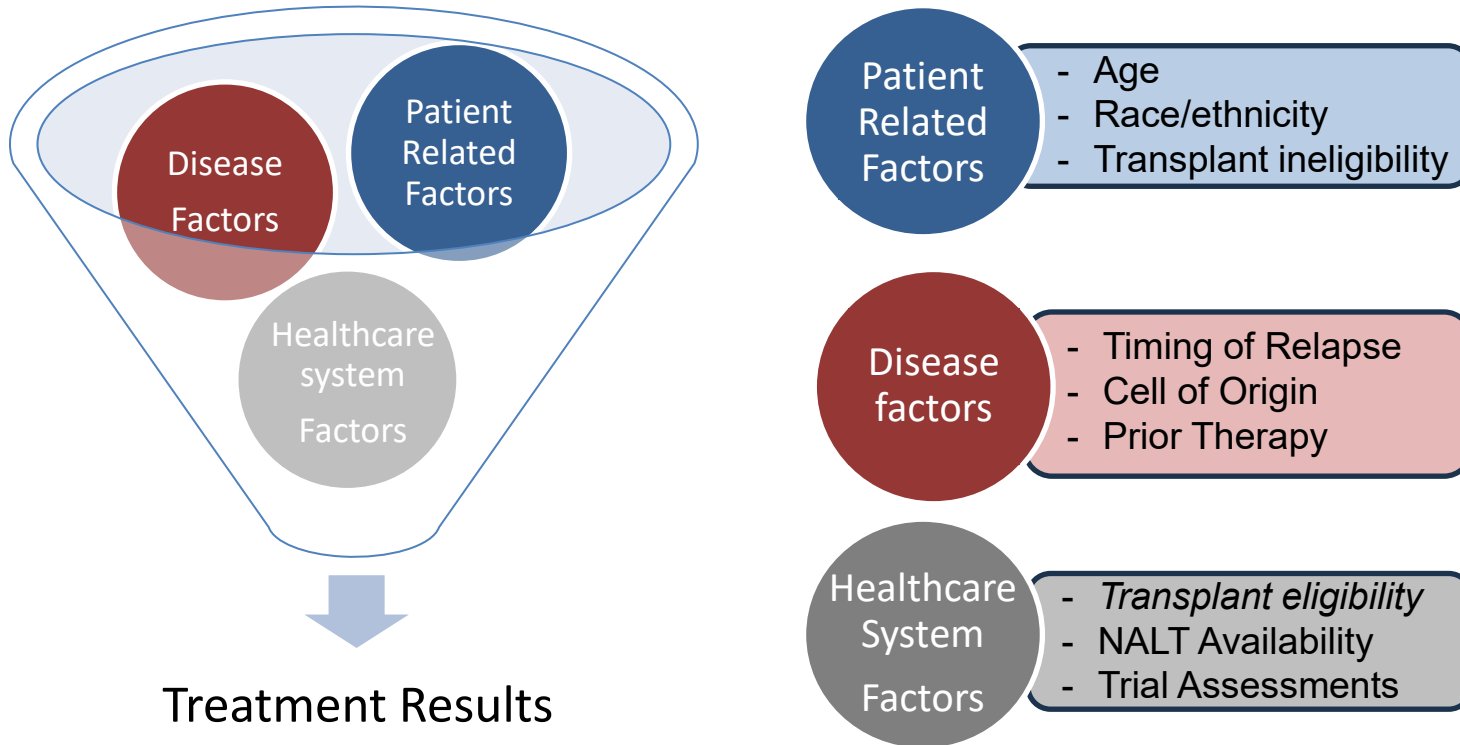 Disease
Factors
Patient
Related
Factors
Healthcare
system
Factors
Treatment Results
Patient
Related
Factors
- Age
- Race/ethnicity
- Transplant ineligibility
Disease
factors
- Timing of Relapse
- Cell of Origin
- Prior Therapy
Healthcare
System
Factors
- Transplant eligibility
- NALT Availability
- Trial Assessments